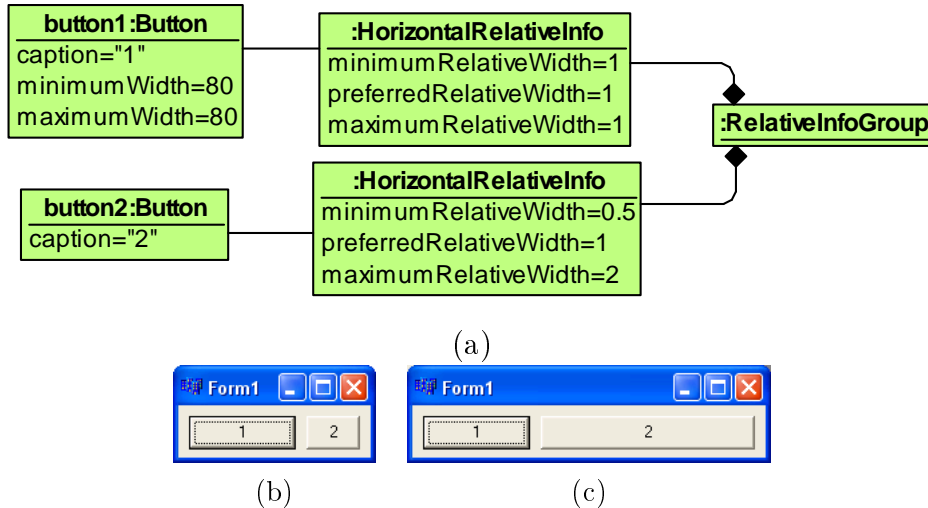 button1:Button
caption="1"
minimumWidth=80
maximumWidth=80
:HorizontalRelativeInfo
minimumRelativeWidth=1
preferredRelativeWidth=1
maximumRelativeWidth=1
:RelativeInfoGroup
button2:Button
caption="2"
:HorizontalRelativeInfo
minimumRelativeWidth=0.5
preferredRelativeWidth=1
maximumRelativeWidth=2
(a)
Form1
1
2
(b)
Form1
1
2
(c)